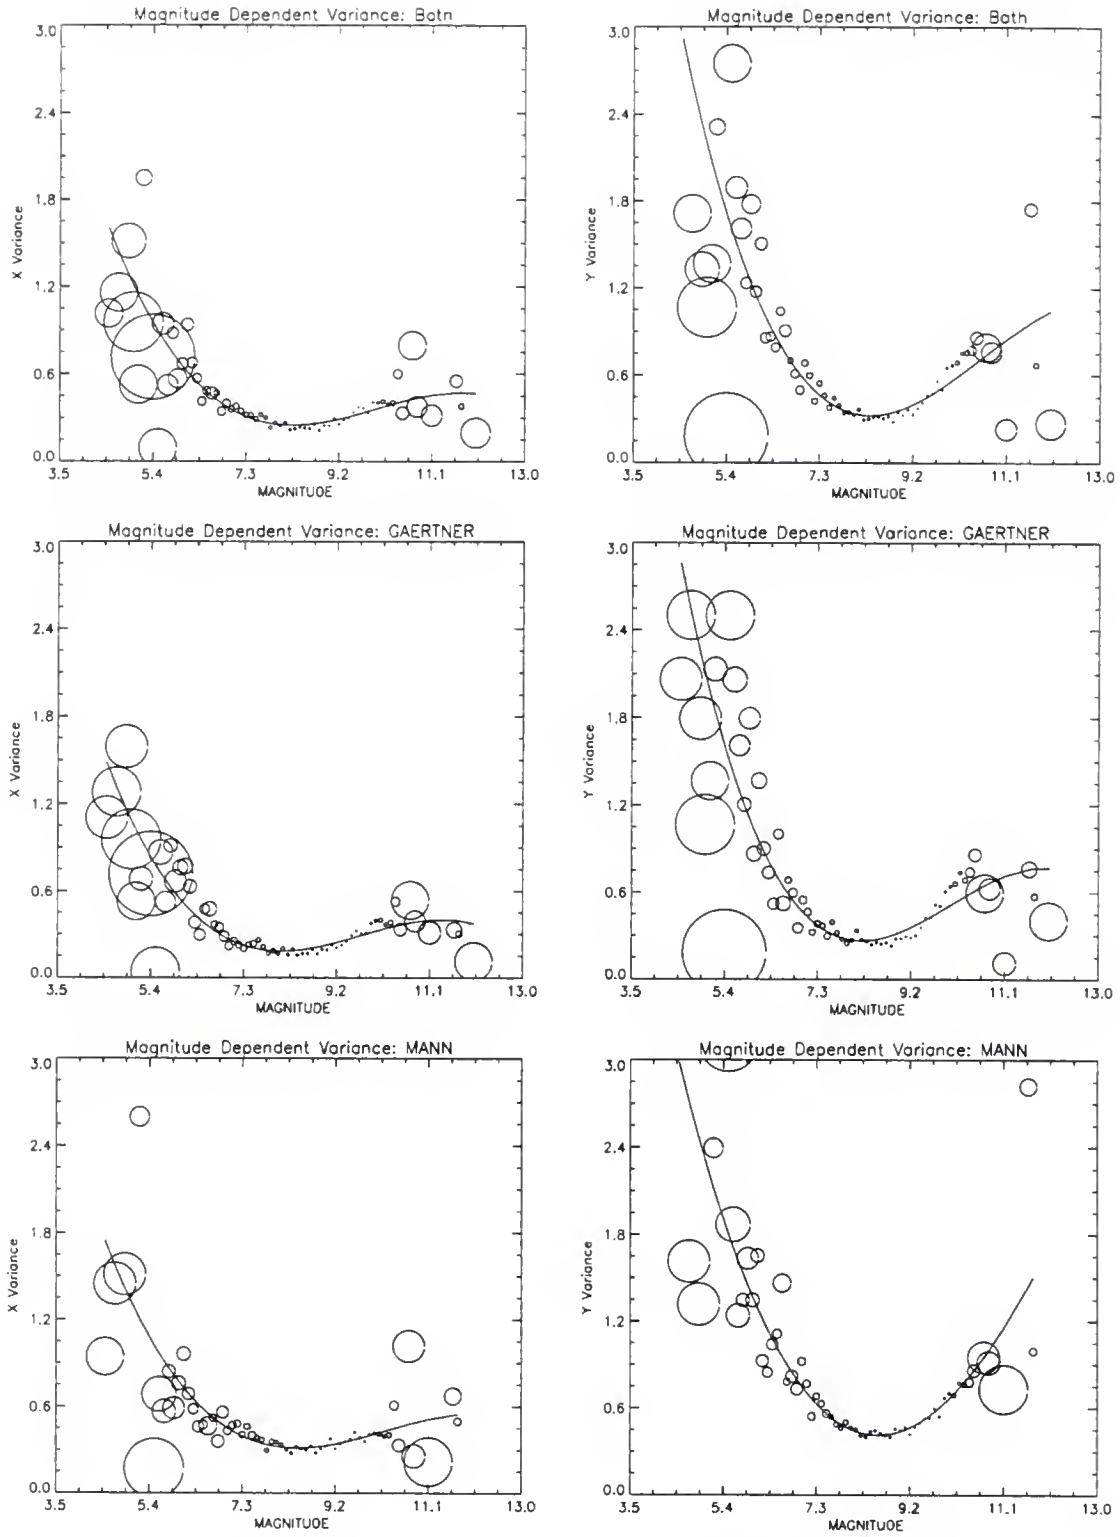 Magnitude Dependent Variance: Both
3.0
2.4
1.8
1.2
0.6
0.0
X Variance
3.5 5.4 7.3 9.2 11.1 13.0
MAGNITUDE
Magnitude Dependent Variance: Both
3.0
2.4
1.8
1.2
0.6
0.0
Y Variance
3.5 5.4 7.3 9.2 11.1 13.0
MAGNITUDE
Magnitude Dependent Variance: GAERTNER
3.0
2.4
1.8
1.2
0.6
0.0
X Variance
3.5 5.4 7.3 9.2 11.1 13.0
MAGNITUDE
Magnitude Dependent Variance: GAERTNER
3.0
2.4
1.8
1.2
0.6
0.0
Y Variance
3.5 5.4 7.3 9.2 11.1 13.0
MAGNITUDE
Magnitude Dependent Variance: MANN
3.0
2.4
1.8
1.2
0.6
0.0
X Variance
3.5 5.4 7.3 9.2 11.1 13.0
MAGNITUDE
Magnitude Dependent Variance: MANN
3.0
2.4
1.8
1.2
0.6
0.0
Y Variance
3.5 5.4 7.3 9.2 11.1 13.0
MAGNITUDE